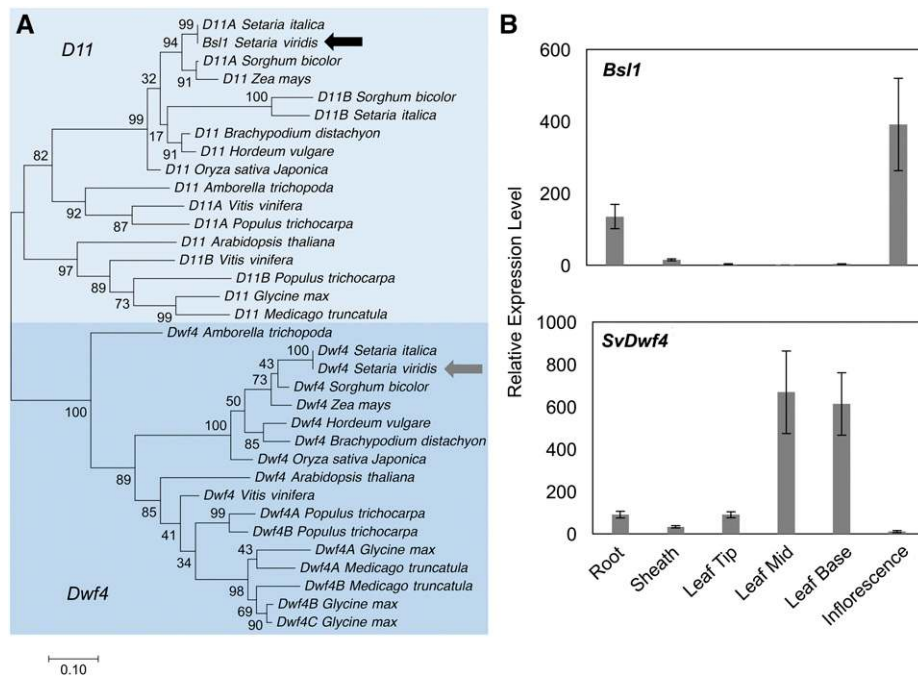 A
D11
99
D11A Setaria italica
94
Bsl1 Setaria viridis
D11A Sorghum bicolor
91
D11 Zea mays
32
100
D11B Sorghum bicolor
D11B Setaria italica
99
17
D11 Brachypodium distachyon
91
D11 Hordeum vulgare
82
D11 Oryza sativa Japonica
D11 Amborella trichopoda
92
D11A Vitis vinifera
87
D11A Populus trichocarpa
D11 Arabidopsis thaliana
97
D11B Vitis vinifera
89
D11B Populus trichocarpa
73
D11 Glycine max
99
D11 Medicago truncatula
Dwf4 Amborella trichopoda
100
Dwf4 Setaria italica
43
Dwf4 Setaria viridis
73
Dwf4 Sorghum bicolor
50
Dwf4 Zea mays
100
100
Dwf4 Hordeum vulgare
85
Dwf4 Brachypodium distachyon
Dwf4 Oryza sativa Japonica
89
Dwf4 Arabidopsis thaliana
85
Dwf4 Vitis vinifera
99
Dwf4A Populus trichocarpa
41
Dwf4B Populus trichocarpa
34
43
Dwf4A Glycine max
Dwf4A Medicago truncatula
98
Dwf4B Medicago truncatula
69
Dwf4B Glycine max
90
Dwf4C Glycine max
Dwf4
0.10
B
Relative Expression Level
Bsl1
600
400
200
0
SvDwf4
1000
800
600
400
200
0
Root
Sheath
Leaf Tip
Leaf Mid
Leaf Base
Inflorescence